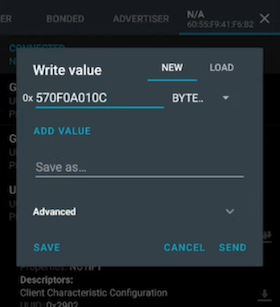 ER BONDED ADVERTISER N/A
60:55:F9:41:F6:82
CONNECTED
Write value NEW LOAD
0x 570F0A010C BYTE..
ADD VALUE
Save as...
Advanced
SAVE CANCEL SEND
Properties: NOTIFY
Descriptors:
Client Characteristic Configuration
UUID: 0x2902